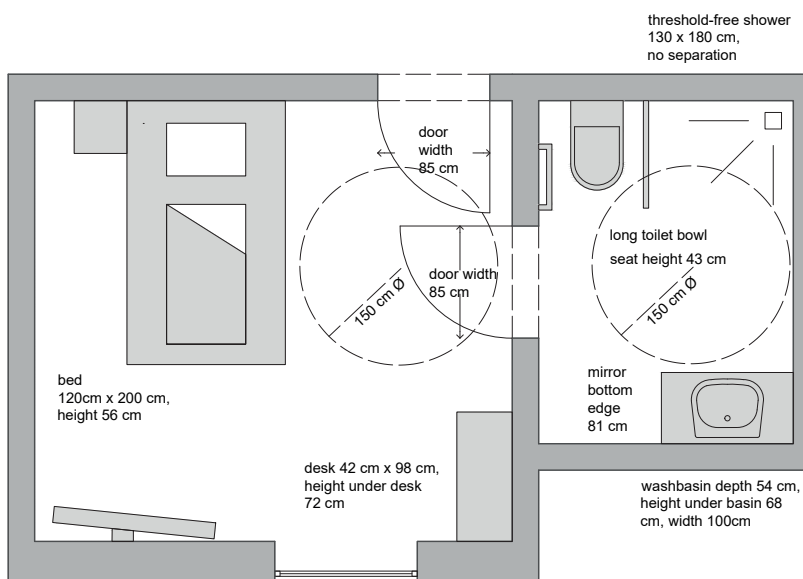 threshold-free shower
130 x 180 cm,
no separation
door
width
85 cm
long toilet bowl
seat height 43 cm
door width
85 cm
150 cm Ø
150 cm Ø
bed
120cm x 200 cm,
height 56 cm
mirror
bottom
edge
81 cm
desk 42 cm x 98 cm,
height under desk
72 cm
washbasin depth 54 cm,
height under basin 68
cm, width 100cm